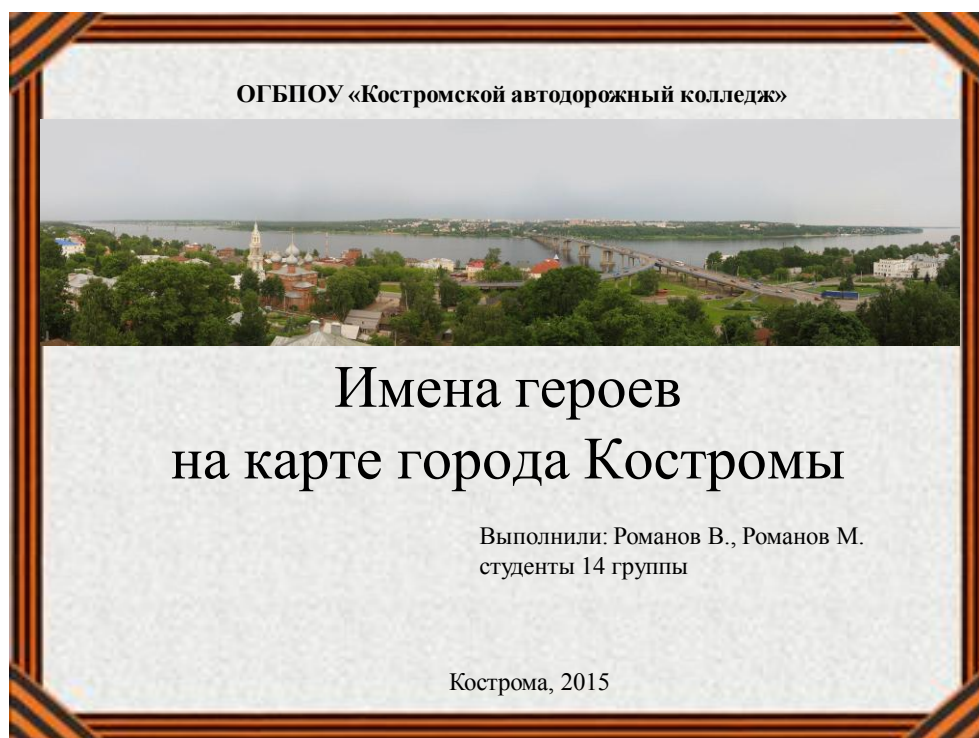 ОГБПОУ «Костромской автодорожный колледж»
Имена героев
на карте города Костромы
Выполнили: Романов В., Романов М.
студенты 14 группы
Кострома, 2015